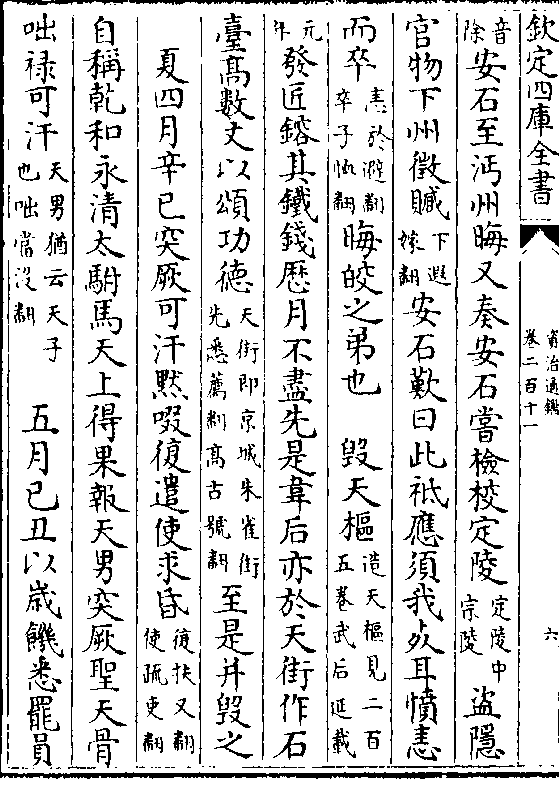 欽定四庫全書
資治通鑑
卷二百十一
六
音除安石至沔州晦又奏安石嘗檢校定陵定陵中宗陵盜隱
官物下州徵贓下遐嫁翻安石歎曰此祗應須我死耳憤恚
而卒恚於避翻卒子恤翻晦皎之弟也 毀天樞造天樞見二百五卷武后延載
元年發匠鎔其鐵錢歷月不盡先是韋后亦於天街作石
臺髙數丈以頌功德天街即京城朱雀街先悉薦翻髙古號翻至是并毀之
夏四月辛巳突厥可汗黙啜復遣使求昏復扶又翻使疏吏翻
自稱乾和永清太駙馬天上得果報天男突厥聖天骨
咄禄可汗天男猶云天子也咄當沒翻 五月己丑以歲饑悉罷員